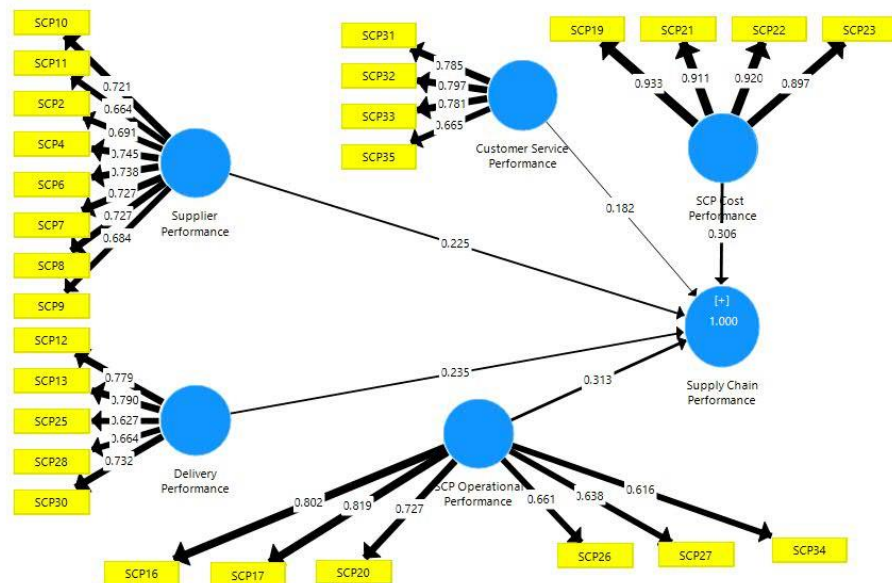 SCP10
SCP11
SCP2
SCP4
SCP6
SCP7
SCP8
SCP9
0.721
0.664
0.691
0.745
0.738
0.727
0.727
0.684
Supplier
Performance
SCP31
SCP32
SCP33
SCP35
0.785
0.797
0.781
0.665
Customer Service
Performance
SCP19
SCP21
SCP22
SCP23
0.933
0.911
0.920
0.897
SCP Cost
Performance
0.182
0.306
0.225
[+]
1.000
Supply Chain
Performance
SCP12
SCP13
SCP25
SCP28
SCP30
0.779
0.790
0.627
0.664
0.732
Delivery
Performance
0.235
0.313
SCP Operational
Performance
0.802
0.819
0.727
0.661
0.638
0.616
SCP16
SCP17
SCP20
SCP26
SCP27
SCP34